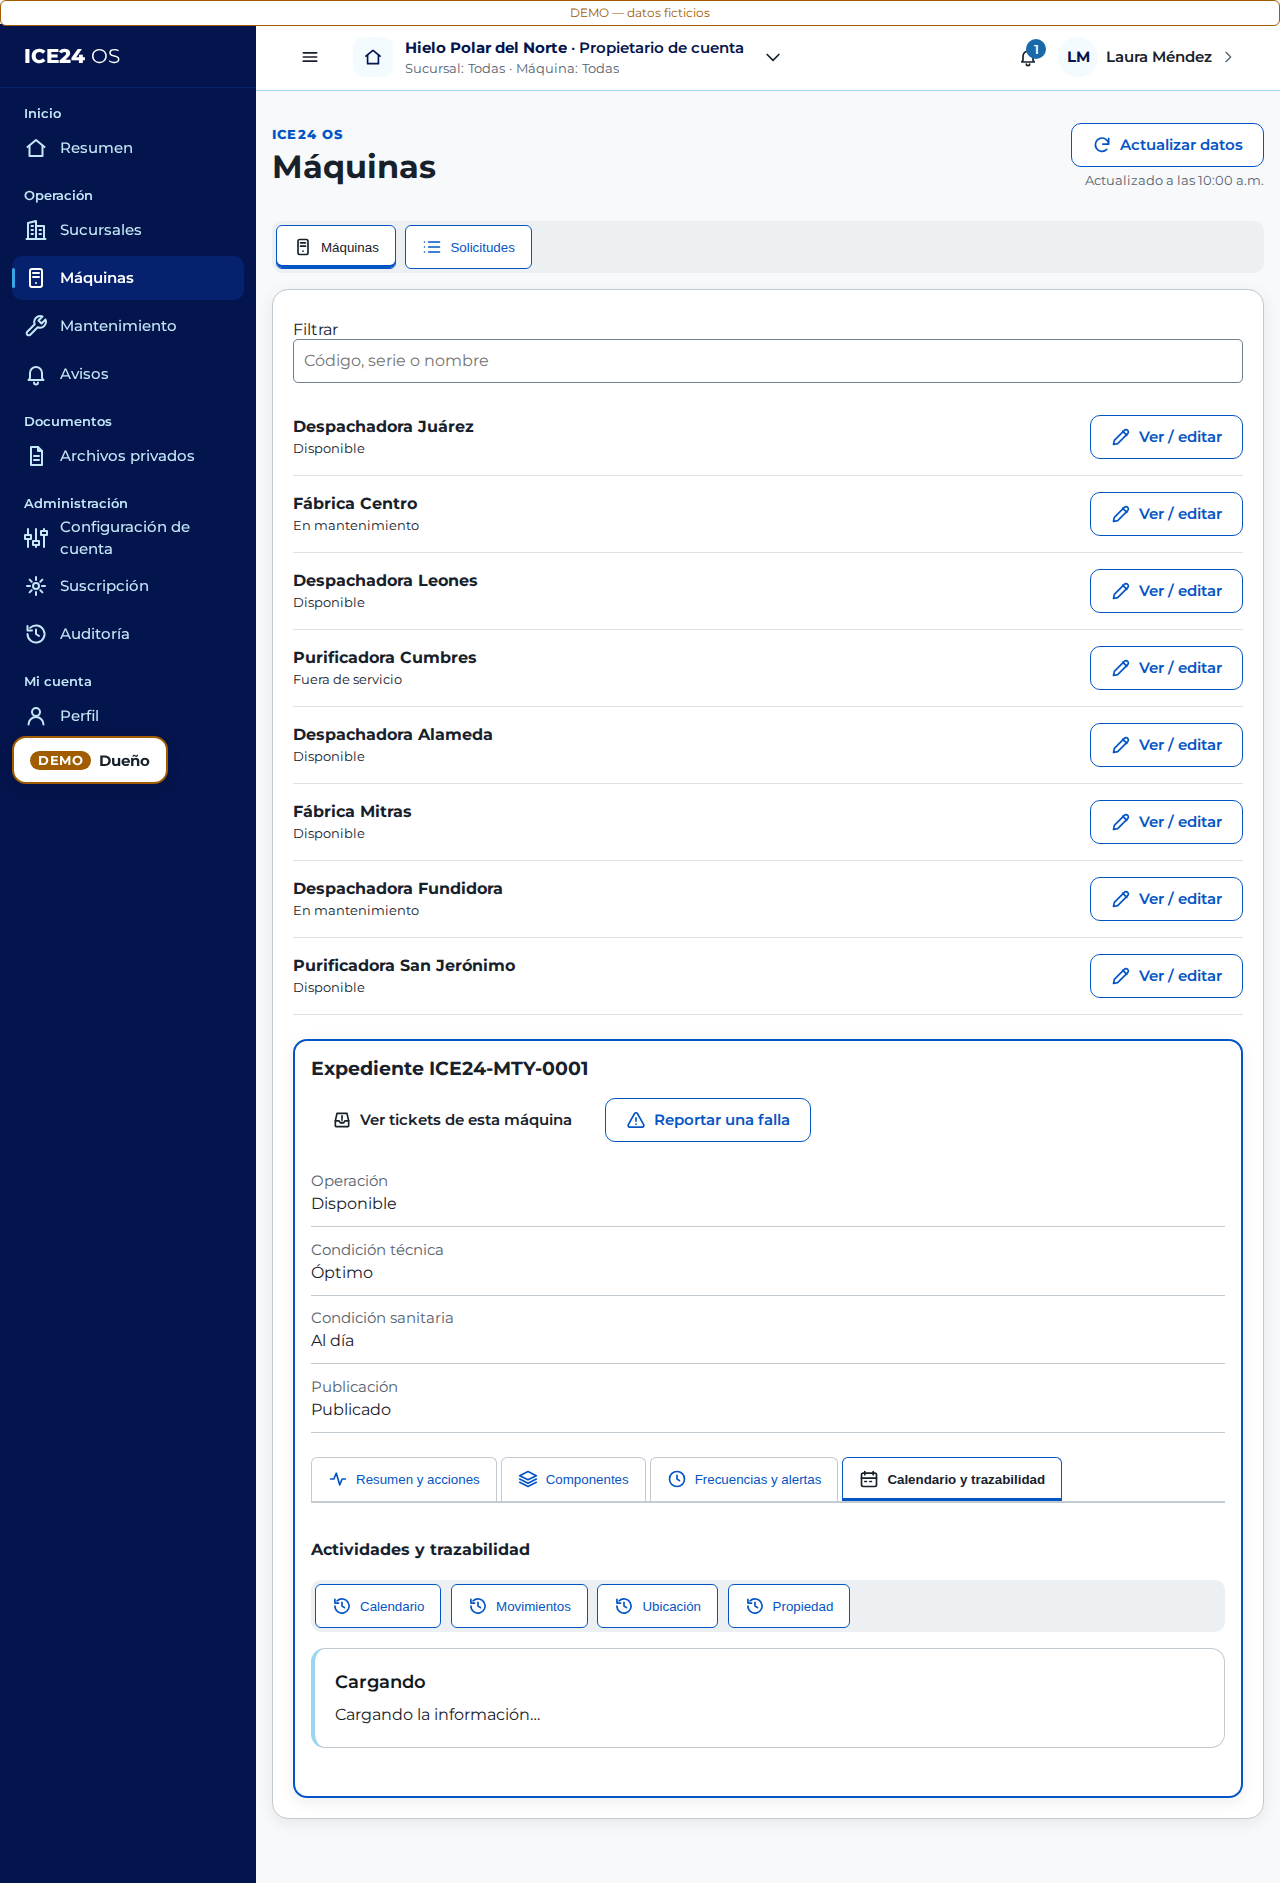 DEMO — datos ficticios
ICE24 OS
Hielo Polar del Norte · Propietario de cuenta
Sucursal: Todas · Máquina: Todas
1
LM
Laura Méndez
Inicio
Resumen
Operación
Sucursales
Máquinas
Mantenimiento
Avisos
Documentos
Archivos privados
Administración
Configuración de
cuenta
Suscripción
Auditoría
Mi cuenta
Perfil
DEMO Dueño
ICE24 OS
Máquinas
Actualizar datos
Actualizado a las 10:00 a.m.
Máquinas
Solicitudes
Filtrar
Código, serie o nombre
Despachadora Juárez
Disponible
Ver / editar
Fábrica Centro
En mantenimiento
Ver / editar
Despachadora Leones
Disponible
Ver / editar
Purificadora Cumbres
Fuera de servicio
Ver / editar
Despachadora Alameda
Disponible
Ver / editar
Fábrica Mitras
Disponible
Ver / editar
Despachadora Fundidora
En mantenimiento
Ver / editar
Purificadora San Jerónimo
Disponible
Ver / editar
Expediente ICE24-MTY-0001
Ver tickets de esta máquina
Reportar una falla
Operación
Disponible
Condición técnica
Óptimo
Condición sanitaria
Al día
Publicación
Publicado
Resumen y acciones
Componentes
Frecuencias y alertas
Calendario y trazabilidad
Actividades y trazabilidad
Calendario
Movimientos
Ubicación
Propiedad
Cargando
Cargando la información…